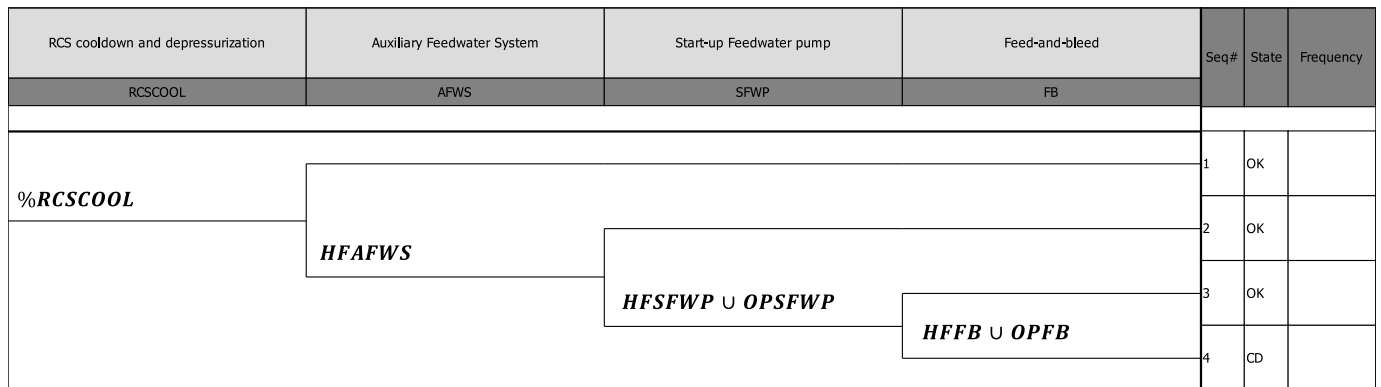 RCS cooldown and depressurization Auxiliary Feedwater System Start-up Feedwater pump Feed-and-bleed Seq# State Frequency
RCSCOOL AFWS SFWP FB
1 OK
%RCSCOOL
2 OK
HFAFWS
HFSFWP ∪ OPSFWP 3 OK
HFFB ∪ OPFB
4 CD